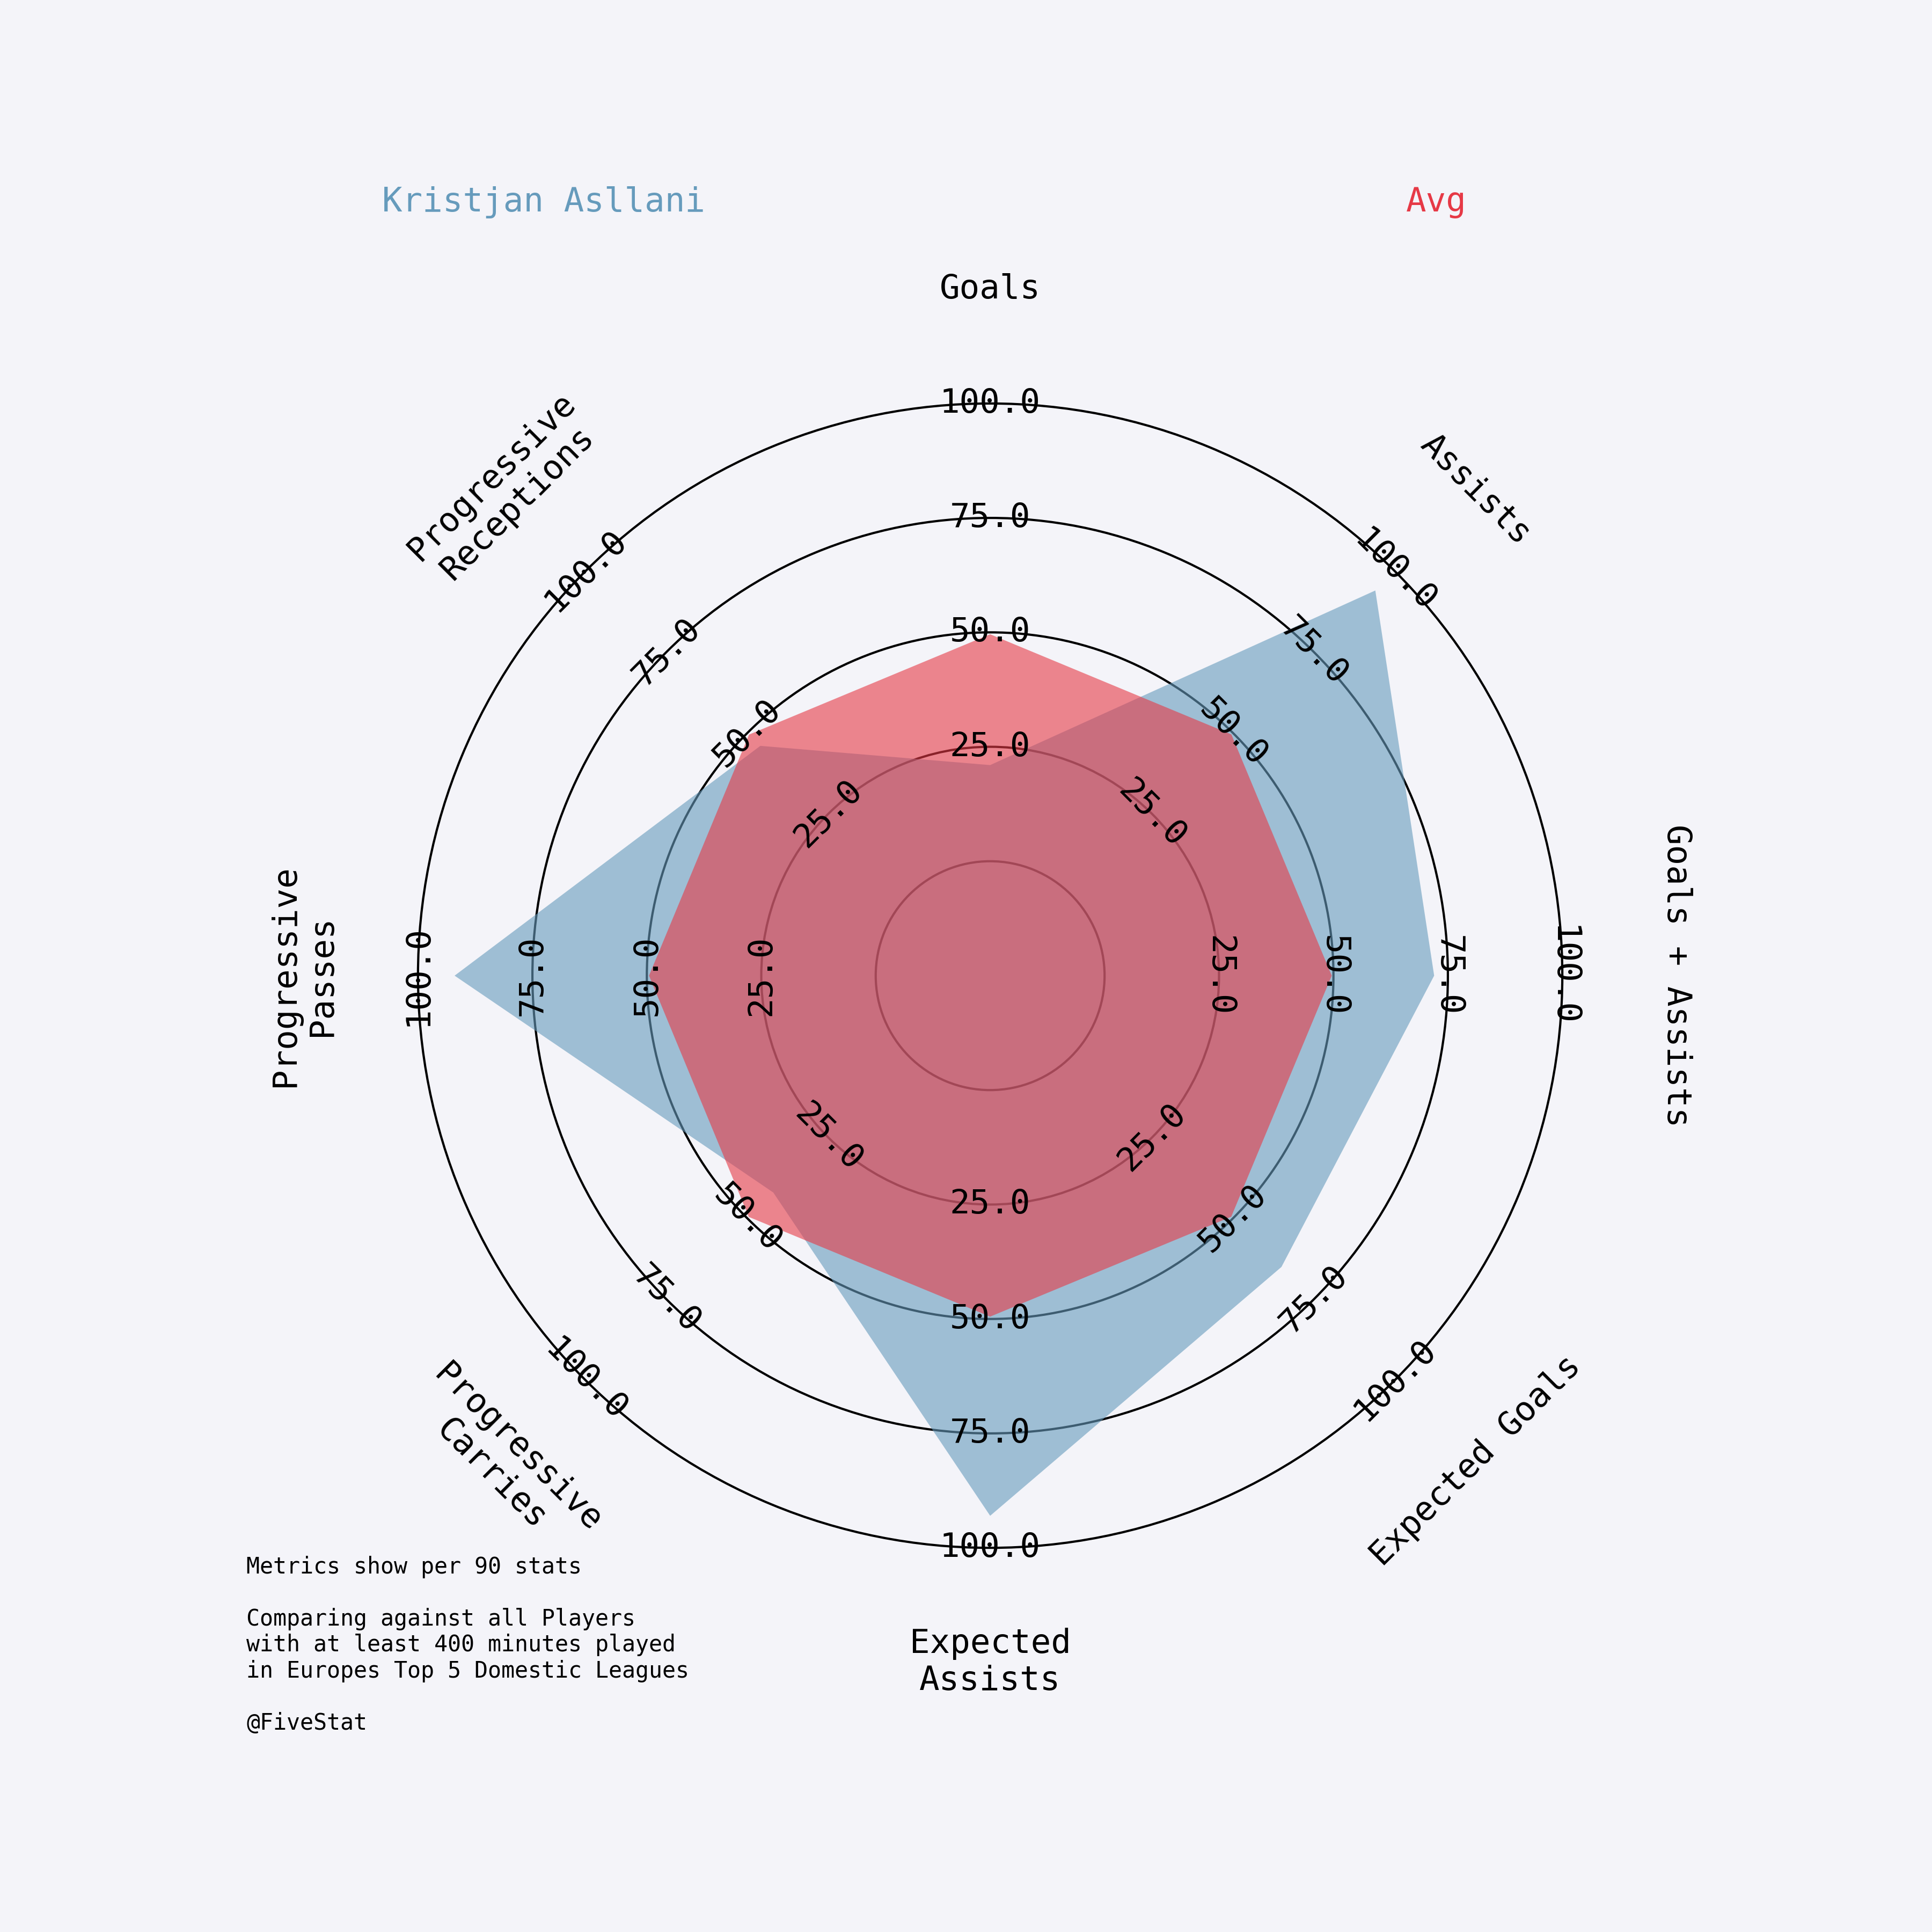 Kristjan Asllani
Avg
Goals
Assists
Goals + Assists
Expected Goals
Expected
Assists
Progressive
Carries
Progressive
Passes
Progressive
Receptions
25.0
50.0
75.0
100.0
25.0
50.0
75.0
100.0
25.0
50.0
75.0
100.0
25.0
50.0
75.0
100.0
25.0
50.0
75.0
100.0
25.0
50.0
75.0
100.0
25.0
50.0
75.0
100.0
25.0
50.0
75.0
100.0
Metrics show per 90 stats
Comparing against all Players
with at least 400 minutes played
in Europes Top 5 Domestic Leagues
@FiveStat